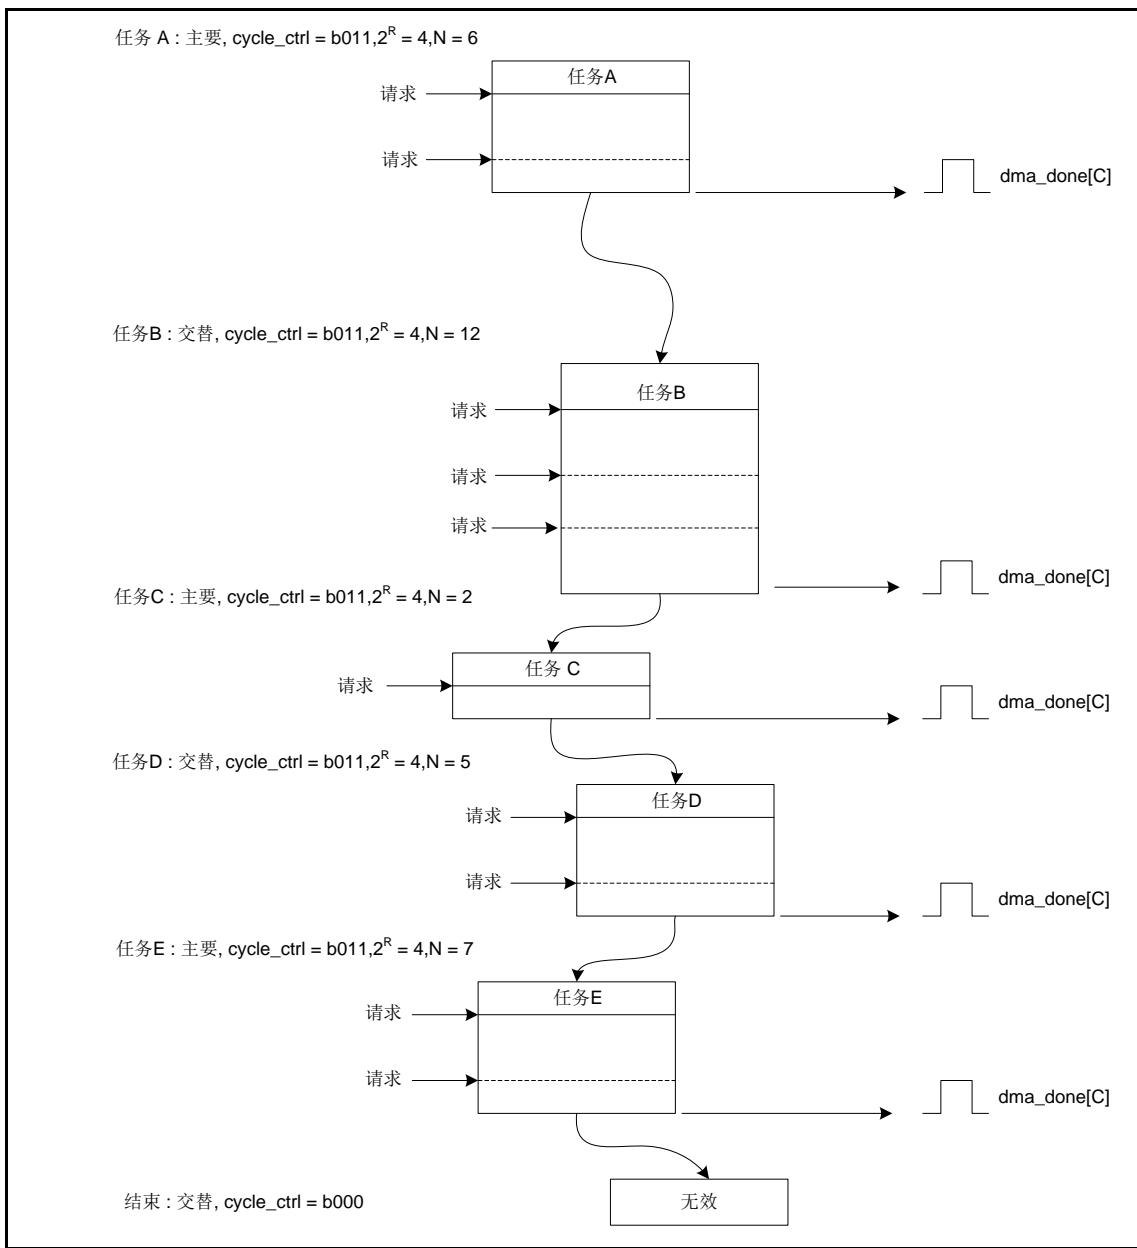 任务 A : 主要, cycle_ctrl = b011,2^R = 4,N = 6
任务A
请求
请求
dma_done[C]
任务B : 交替, cycle_ctrl = b011,2^R = 4,N = 12
任务B
请求
请求
请求
dma_done[C]
任务C : 主要, cycle_ctrl = b011,2^R = 4,N = 2
任务 C
请求
dma_done[C]
任务D : 交替, cycle_ctrl = b011,2^R = 4,N = 5
任务D
请求
请求
dma_done[C]
任务E : 主要, cycle_ctrl = b011,2^R = 4,N = 7
任务E
请求
请求
dma_done[C]
结束 : 交替, cycle_ctrl = b000
无效